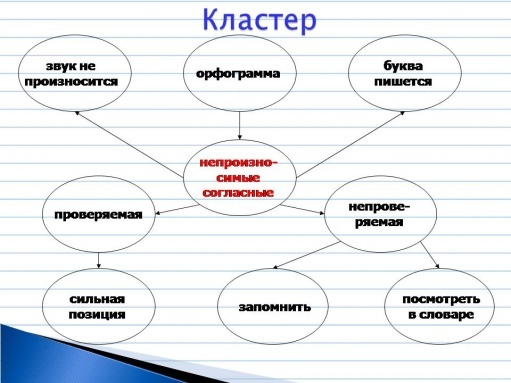 Кластер
звук не
произносится
орфограмма
буква
пишется
непроизно-
симые
согласные
проверяемая
непрове-
ряемая
сильная
позиция
запомнить
посмотреть
в словаре